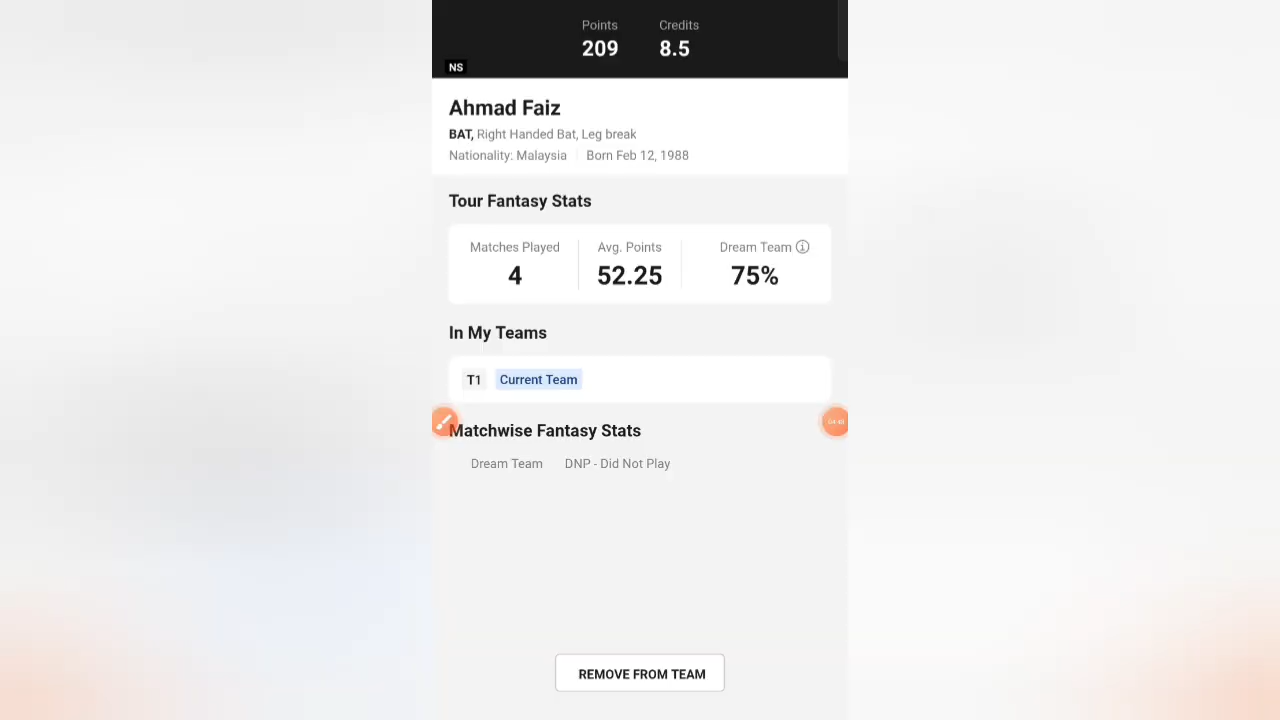 Points Credits
209 8.5
NS
Ahmad Faiz
BAT, Right Handed Bat, Leg break
Nationality: Malaysia Born Feb 12, 1988
Tour Fantasy Stats
Matches Played Avg. Points Dream Team
4 52.25 75%
In My Teams
T1 Current Team
Matchwise Fantasy Stats
Dream Team DNP - Did Not Play
REMOVE FROM TEAM